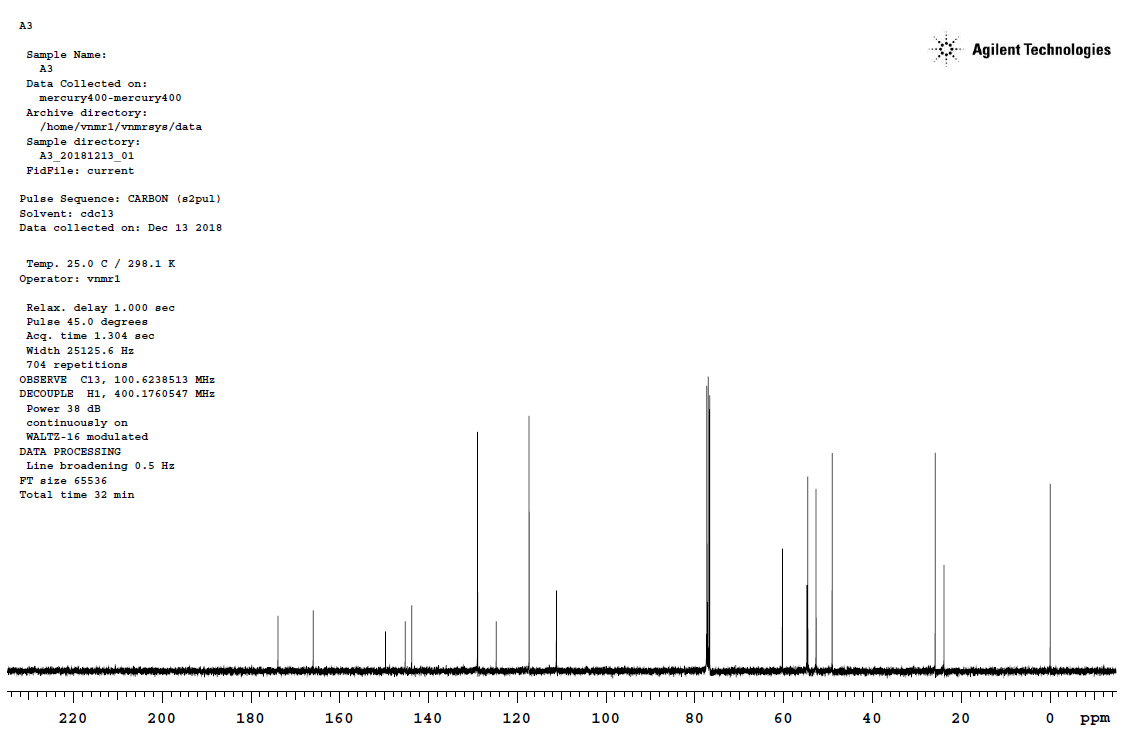 A3
Agilent Technologies
Sample Name:
A3
Data Collected on:
mercury400-mercury400
Archive directory:
/home/vnmr1/vnmrsys/data
Sample directory:
A3_20181213_01
FidFile: current
Pulse Sequence: CARBON (s2pul)
Solvent: cdcl3
Data collected on: Dec 13 2018
Temp. 25.0 C / 298.1 K
Operator: vnmr1
Relax. delay 1.000 sec
Pulse 45.0 degrees
Acq. time 1.304 sec
Width 25125.6 Hz
704 repetitions
OBSERVE  C13, 100.6238513 MHz
DECOUPLE  H1, 400.1760547 MHz
Power 38 dB
continuously on
WALTZ-16 modulated
DATA PROCESSING
Line broadening 0.5 Hz
FT size 65536
Total time 32 min
220 200 180 160 140 120 100 80 60 40 20 0 ppm